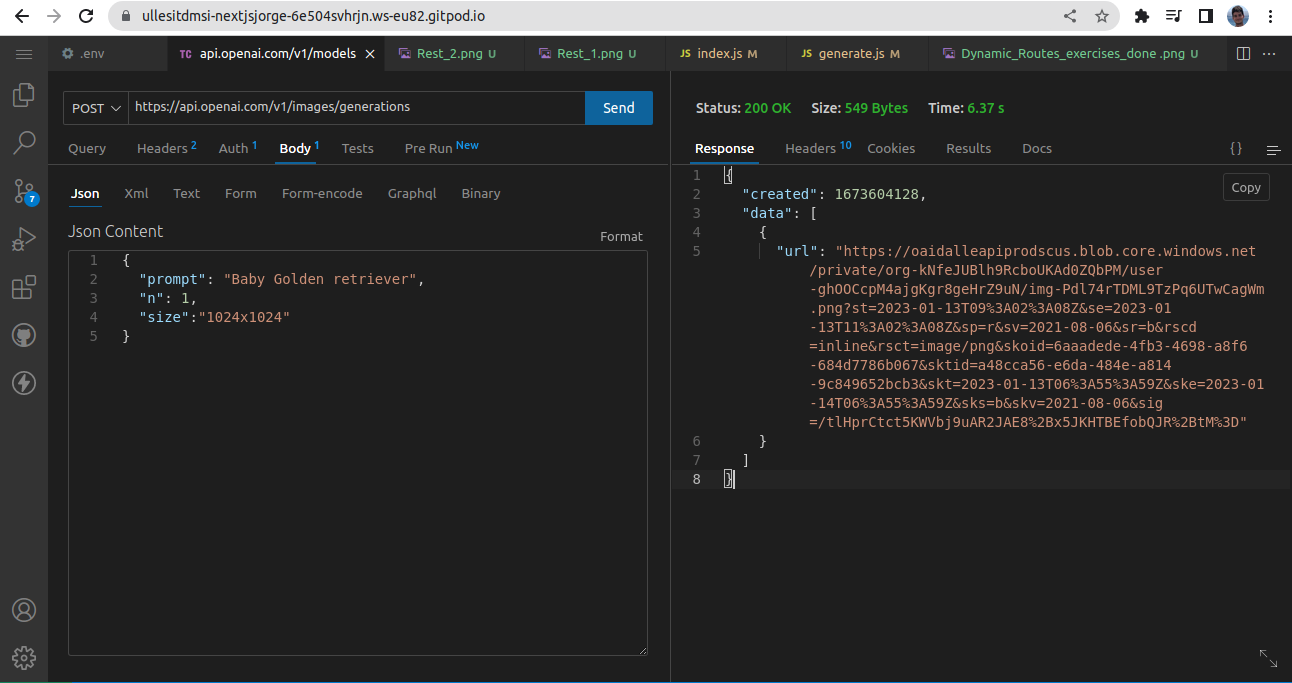 ullesitdmsi-nextjsjorge-6e504svhrjn.ws-eu82.gitpod.io
.env
TC api.openai.com/v1/models
Rest_2.png U
Rest_1.png U
JS index.js M
JS generate.js M
Dynamic_Routes_exercises_done .png U
7
POST
https://api.openai.com/v1/images/generations
Send
Query
Headers 2
Auth 1
Body 1
Tests
Pre Run New
Json
Xml
Text
Form
Form-encode
Graphql
Binary
Json Content
Format
1 {
2 "prompt": "Baby Golden retriever",
3 "n": 1,
4 "size":"1024x1024"
5 }
Status: 200 OK Size: 549 Bytes Time: 6.37 s
Response
Headers 10
Cookies
Results
Docs
{}
Copy
1 {
2 "created": 1673604128,
3 "data": [
4 {
5 "url": "https://oaidalleapiprodscus.blob.core.windows.net
/private/org-kNfeJUBlh9RcboUKAd0ZQbPM/user
-ghOOCcpM4ajgKgr8geHrZ9uN/img-Pdl74rTDML9TzPq6UTwCagWm
.png?st=2023-01-13T09%3A02%3A08Z&se=2023-01
-13T11%3A02%3A08Z&sp=r&sv=2021-08-06&sr=b&rscd
=inline&rsct=image/png&skoid=6aaadede-4fb3-4698-a8f6
-684d7786b067&sktid=a48cca56-e6da-484e-a814
-9c849652bcb3&skt=2023-01-13T06%3A55%3A59Z&ske=2023-01
-14T06%3A55%3A59Z&sks=b&skv=2021-08-06&sig
=/tlHprCtct5KWVbj9uAR2JAE8%2Bx5JKHTBEfobQJR%2BtM%3D"
6 }
7 ]
8 }